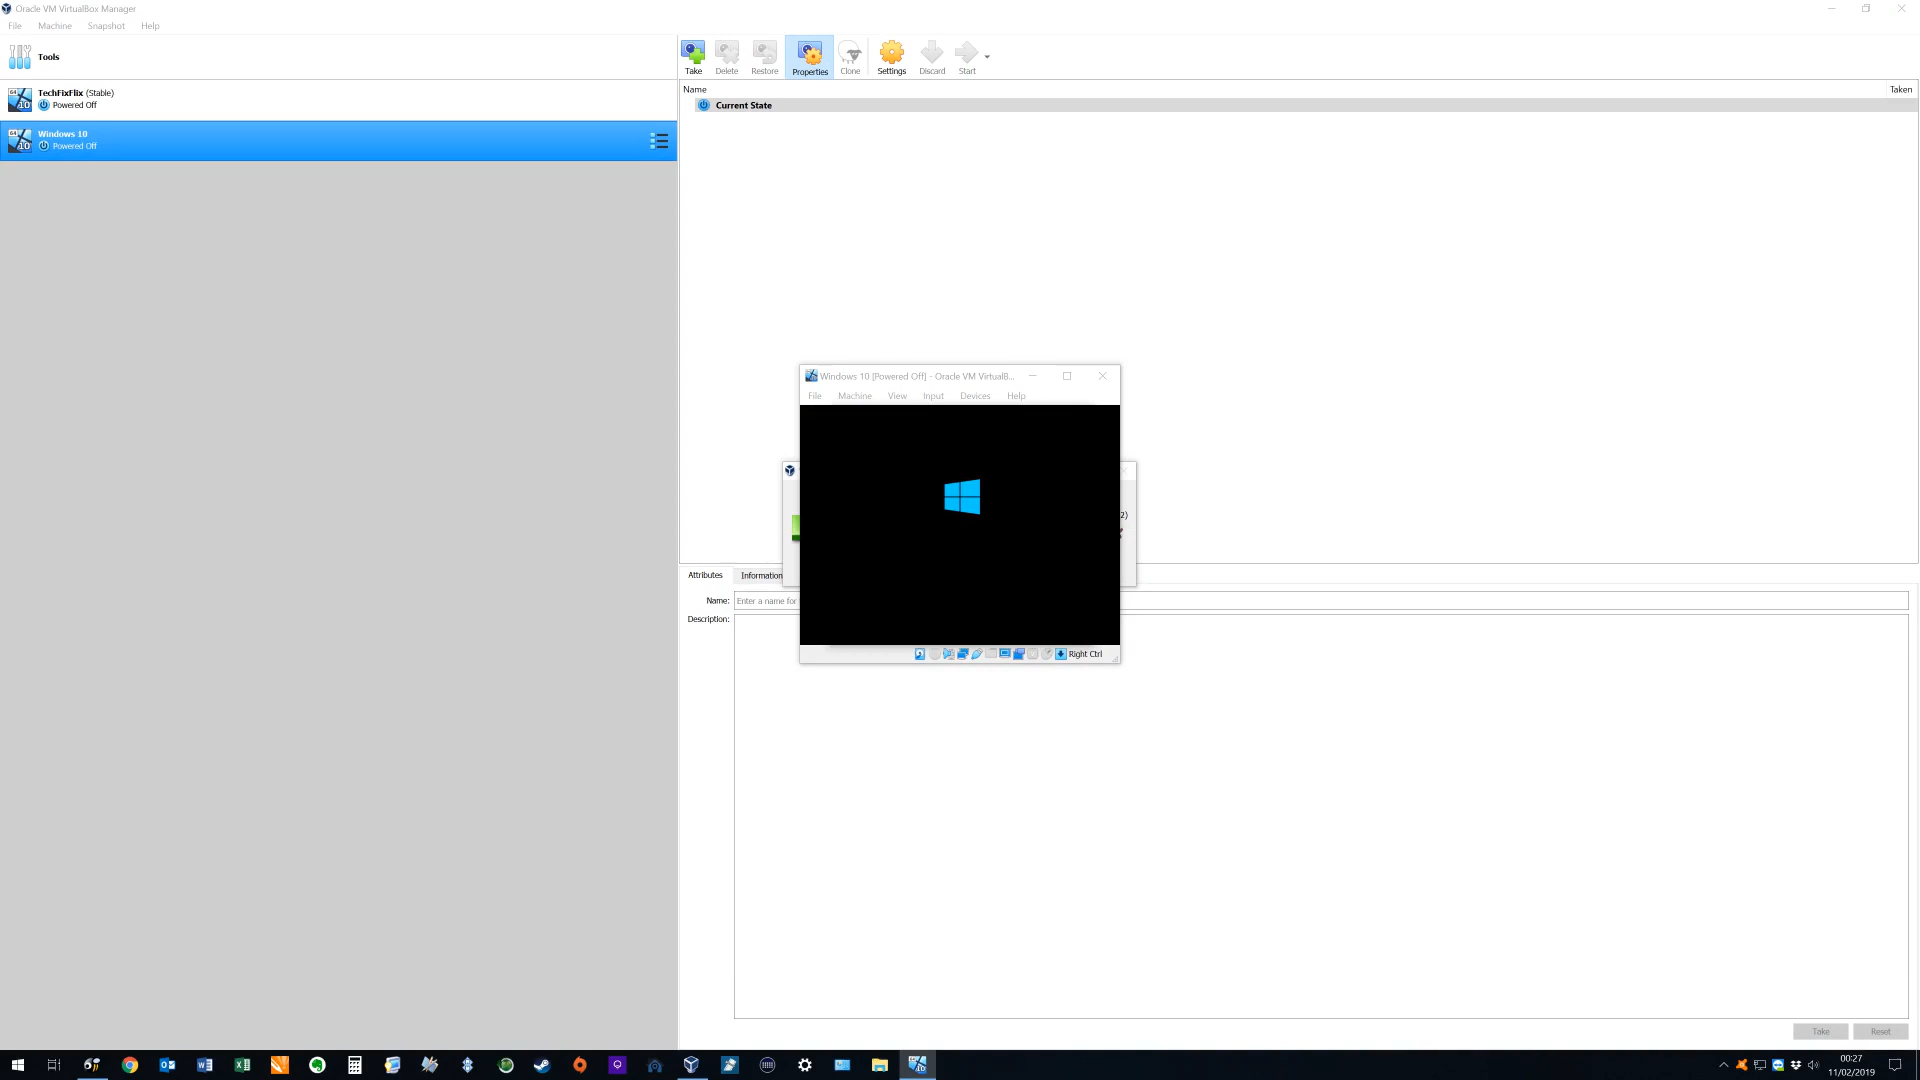 Oracle VM VirtualBox Manager
File Machine Snapshot Help
Tools
Take Delete Restore Properties Clone Settings Discard Start
Name Taken
Current State
TechFixFlix (Stable)
Powered Off
Windows 10
Powered Off
Windows 10 [Powered Off] - Oracle VM VirtualB...
File Machine View Input Devices Help
2)
Right Ctrl
Attributes Information
Name: Enter a name for
Description:
Take Reset
00:27
11/02/2019